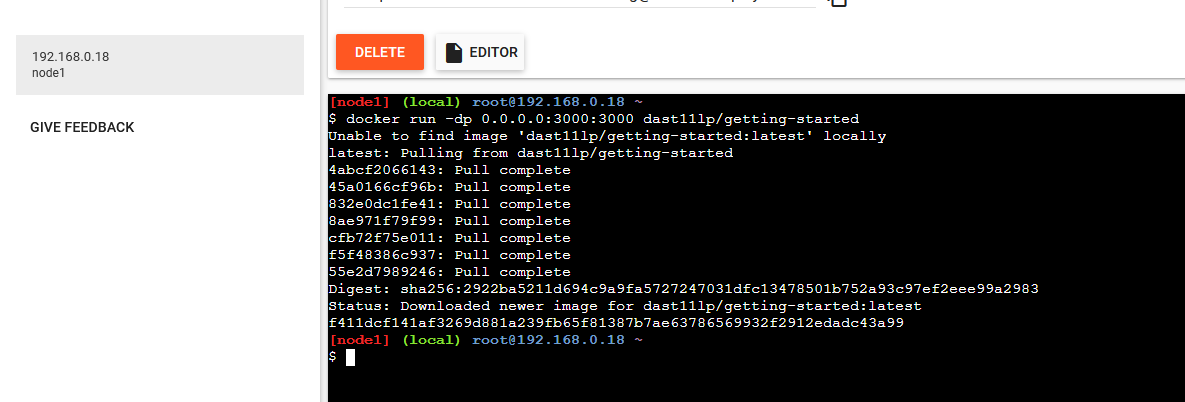 192.168.0.18
node1
GIVE FEEDBACK
DELETE
EDITOR
[node1] (local) root@192.168.0.18 ~
$ docker run -dp 0.0.0.0:3000:3000 dast11lp/getting-started
Unable to find image 'dast11lp/getting-started:latest' locally
latest: Pulling from dast11lp/getting-started
4abcf2066143: Pull complete
45a0166cf96b: Pull complete
832e0dc1fe41: Pull complete
8ae971f79f99: Pull complete
cfb72f75e011: Pull complete
f5f48386c937: Pull complete
55e2d7989246: Pull complete
Digest: sha256:2922ba5211d694c9a9fa5727247031dfc13478501b752a93c97ef2eee99a2983
Status: Downloaded newer image for dast11lp/getting-started:latest
f411dcf141af3269d881a239fb65f81387b7ae63786569932f2912edadc43a99
[node1] (local) root@192.168.0.18 ~
$